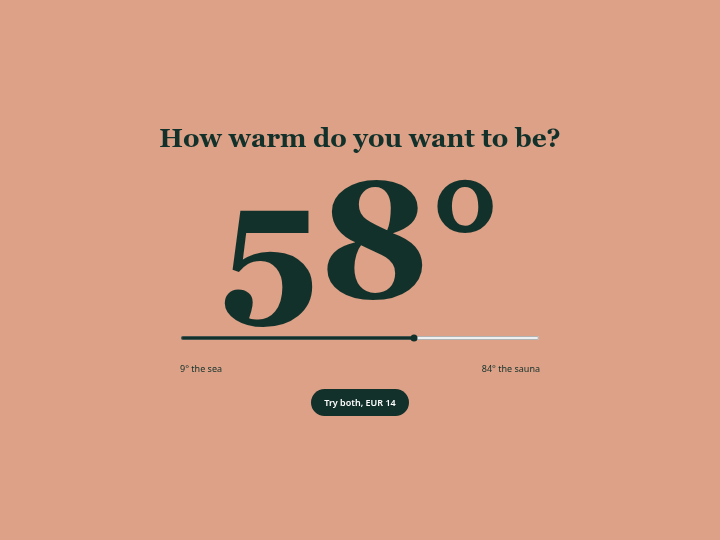 How warm do you want to be?
58°
9° the sea
84° the sauna
Try both, EUR 14